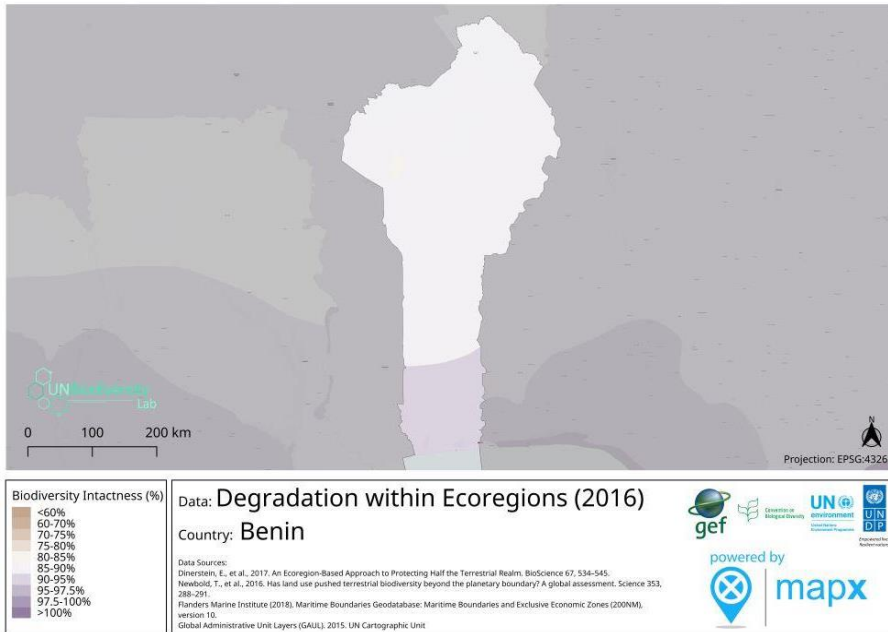 UNBiodiversity
Lab
0 100 200 km
N
Projection: EPSG:4326
Biodiversity Intactness (%)
<60%
60-70%
70-75%
75-80%
80-85%
85-90%
90-95%
95-97.5%
97.5-100%
>100%
Data: Degradation within Ecoregions (2016)
Country: Benin
Data Sources:
Dinerstein, E., et al., 2017. An Ecoregion-Based Approach to Protecting Half the Terrestrial Realm. BioScience 67, 534–545.
Newbold, T., et al., 2016. Has land use pushed terrestrial biodiversity beyond the planetary boundary? A global assessment. Science 353,
288–291.
Flanders Marine Institute (2018). Maritime Boundaries Geodatabase: Maritime Boundaries and Exclusive Economic Zones (200NM),
version 10.
Global Administrative Unit Layers (GAUL). 2015. UN Cartographic Unit
gef
Convention on
Biological Diversity
UN
environment
United Nations
Environment Programme
U N
D P
powered by
mapx